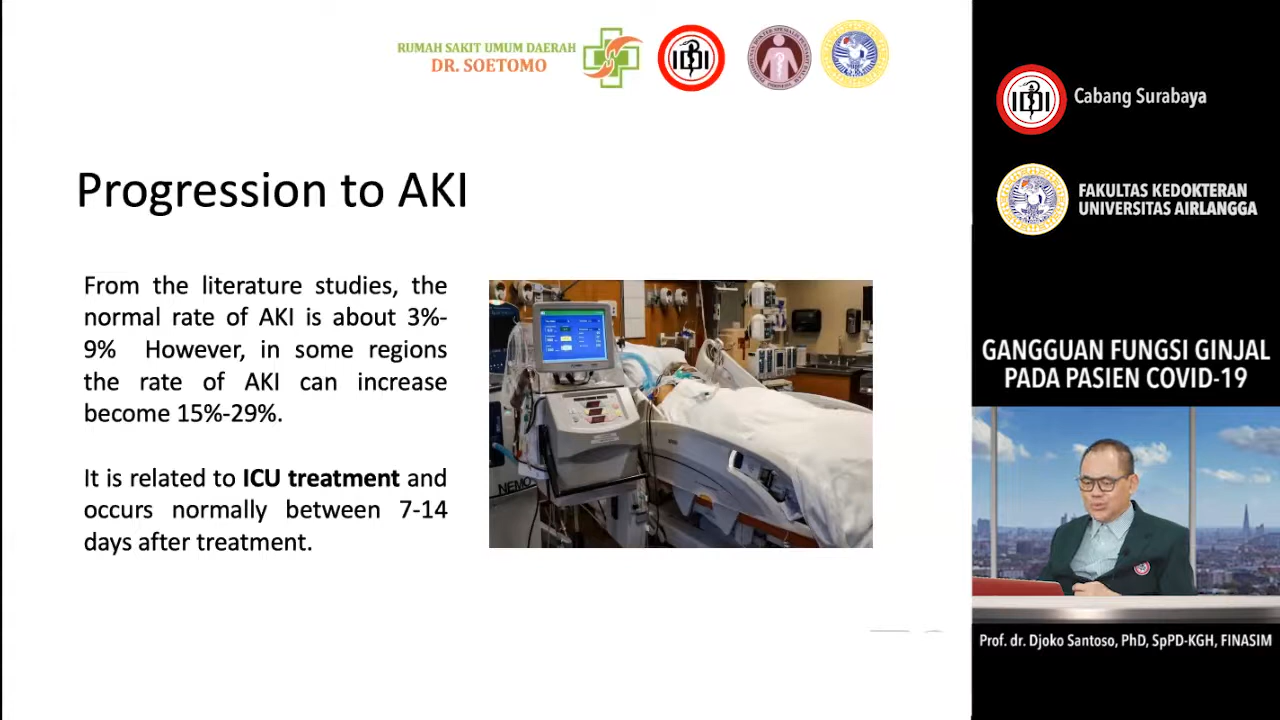 RUMAH SAKIT UMUM DAERAH
DR. SOETOMO
IDI
Progression to AKI
From the literature studies, the
normal rate of AKI is about 3%-
9% However, in some regions
the rate of AKI can increase
become 15%-29%.
It is related to ICU treatment and
occurs normally between 7-14
days after treatment.
NEMO
IDI
Cabang Surabaya
FAKULTAS KEDOKTERAN
UNIVERSITAS AIRLANGGA
GANGGUAN FUNGSI GINJAL
PADA PASIEN COVID-19
Prof. dr. Djoko Santoso, PhD, SpPD-KGH, FINASIM